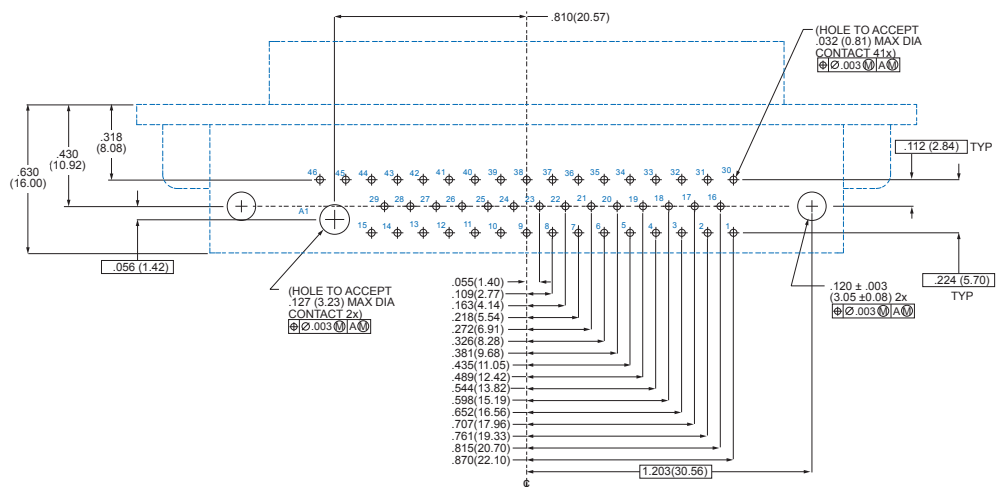 .810(20.57)
(HOLE TO ACCEPT
.032 (0.81) MAX DIA
CONTACT 41x)
⌖ Ø.003 Ⓜ A Ⓜ
.318
(8.08)
.430
(10.92)
.630
(16.00)
.112 (2.84) TYP
46 45 44 43 42 41 40 39 38 37 36 35 34 33 32 31 30
29 28 27 26 25 24 23 22 21 20 19 18 17 16
A1
15 14 13 12 11 10 9 8 7 6 5 4 3 2 1
.056 (1.42)
.224 (5.70)
TYP
(HOLE TO ACCEPT
.127 (3.23) MAX DIA
CONTACT 2x)
⌖ Ø.003 Ⓜ A Ⓜ
.120 ± .003
(3.05 ±0.08) 2x
⌖ Ø.003 Ⓜ A Ⓜ
.055(1.40)
.109(2.77)
.163(4.14)
.218(5.54)
.272(6.91)
.326(8.28)
.381(9.68)
.435(11.05)
.489(12.42)
.544(13.82)
.598(15.19)
.652(16.56)
.707(17.96)
.761(19.33)
.815(20.70)
.870(22.10)
1.203(30.56)
℄